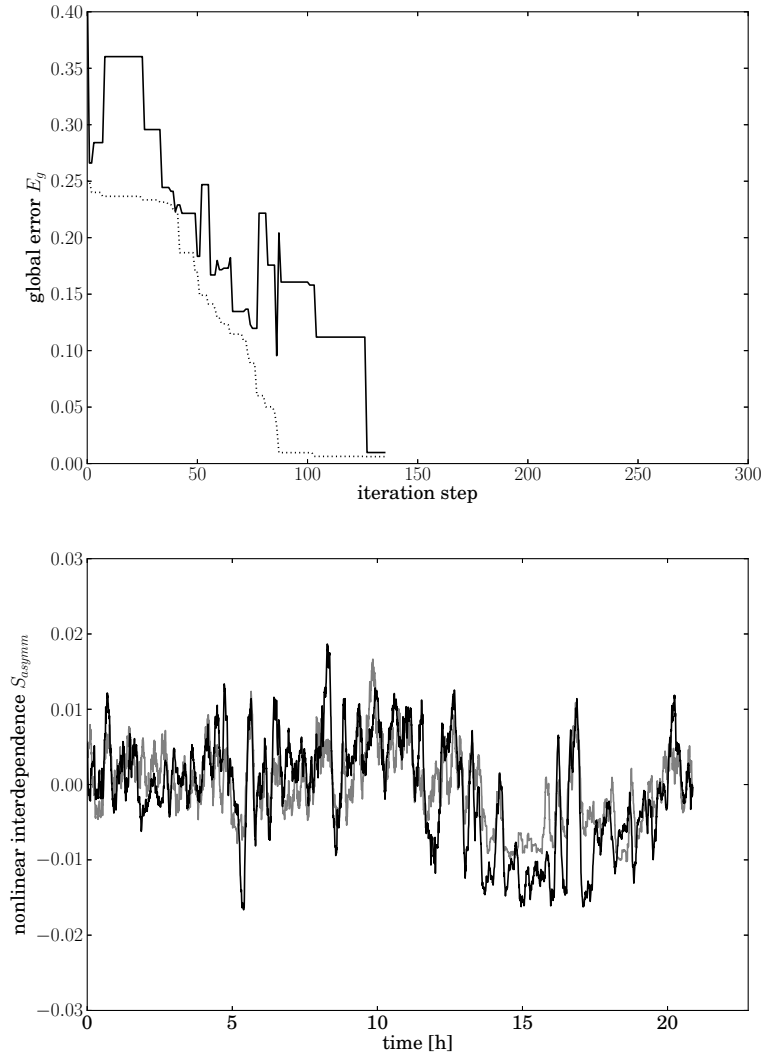 0.40
0.35
0.30
0.25
0.20
0.15
0.10
0.05
0.00
global error E_g
0 50 100 150 200 250 300
iteration step
0.03
0.02
0.01
0.00
−0.01
−0.02
−0.03
nonlinear interdependence S_asymm
0 5 10 15 20
time [h]